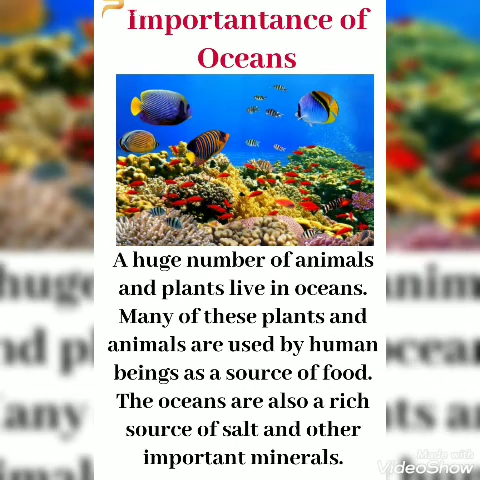 Importantance of
Oceans
A huge number of animals
and plants live in oceans.
Many of these plants and
animals are used by human
beings as a source of food.
The oceans are also a rich
source of salt and other
important minerals.
Made with
VideoShow